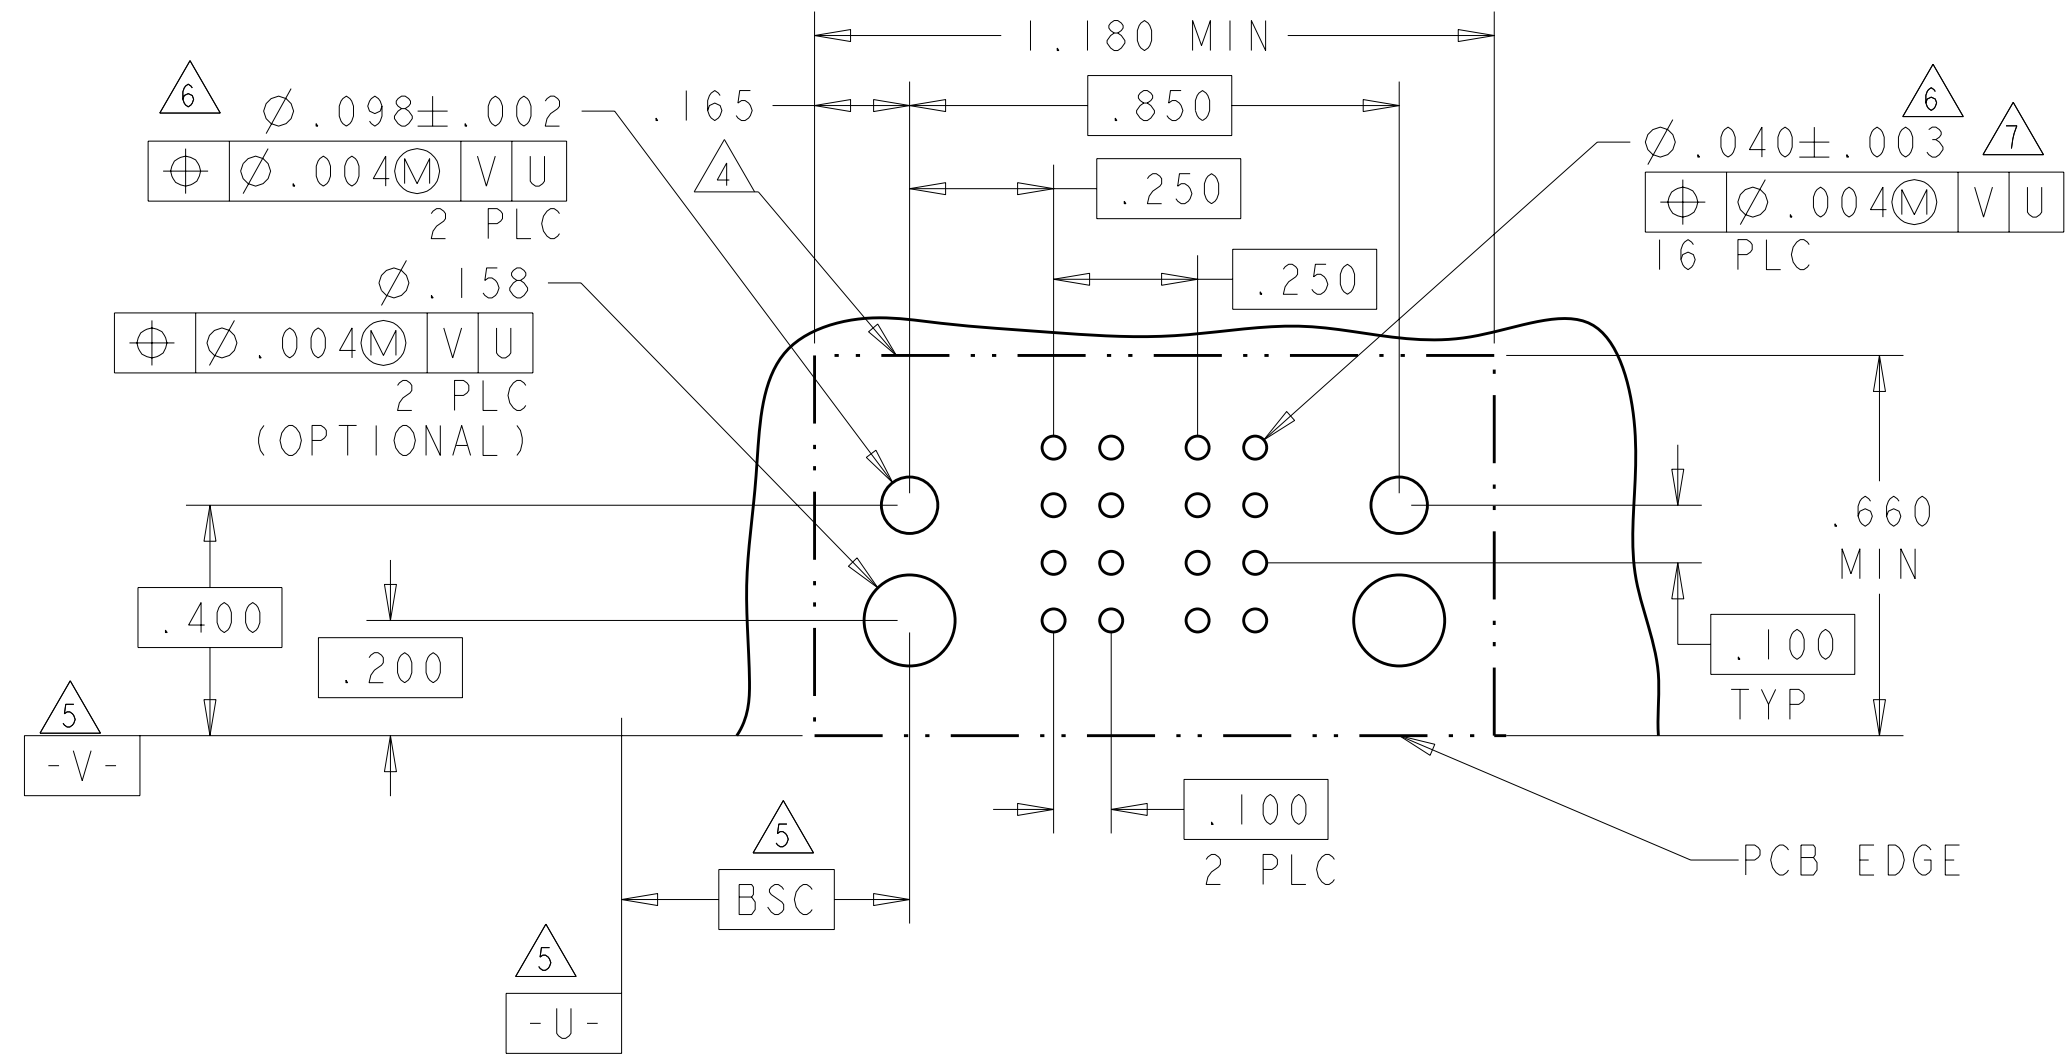 1.180 MIN
6
Ø.098±.002
⌖ Ø.004Ⓜ V U
2 PLC
.165
.850
4
.250
.250
6
7
Ø.040±.003
⌖ Ø.004Ⓜ V U
16 PLC
Ø.158
⌖ Ø.004Ⓜ V U
2 PLC
(OPTIONAL)
.660
MIN
.400
.200
.100
TYP
5
-V-
.100
2 PLC
5
BSC
PCB EDGE
5
-U-